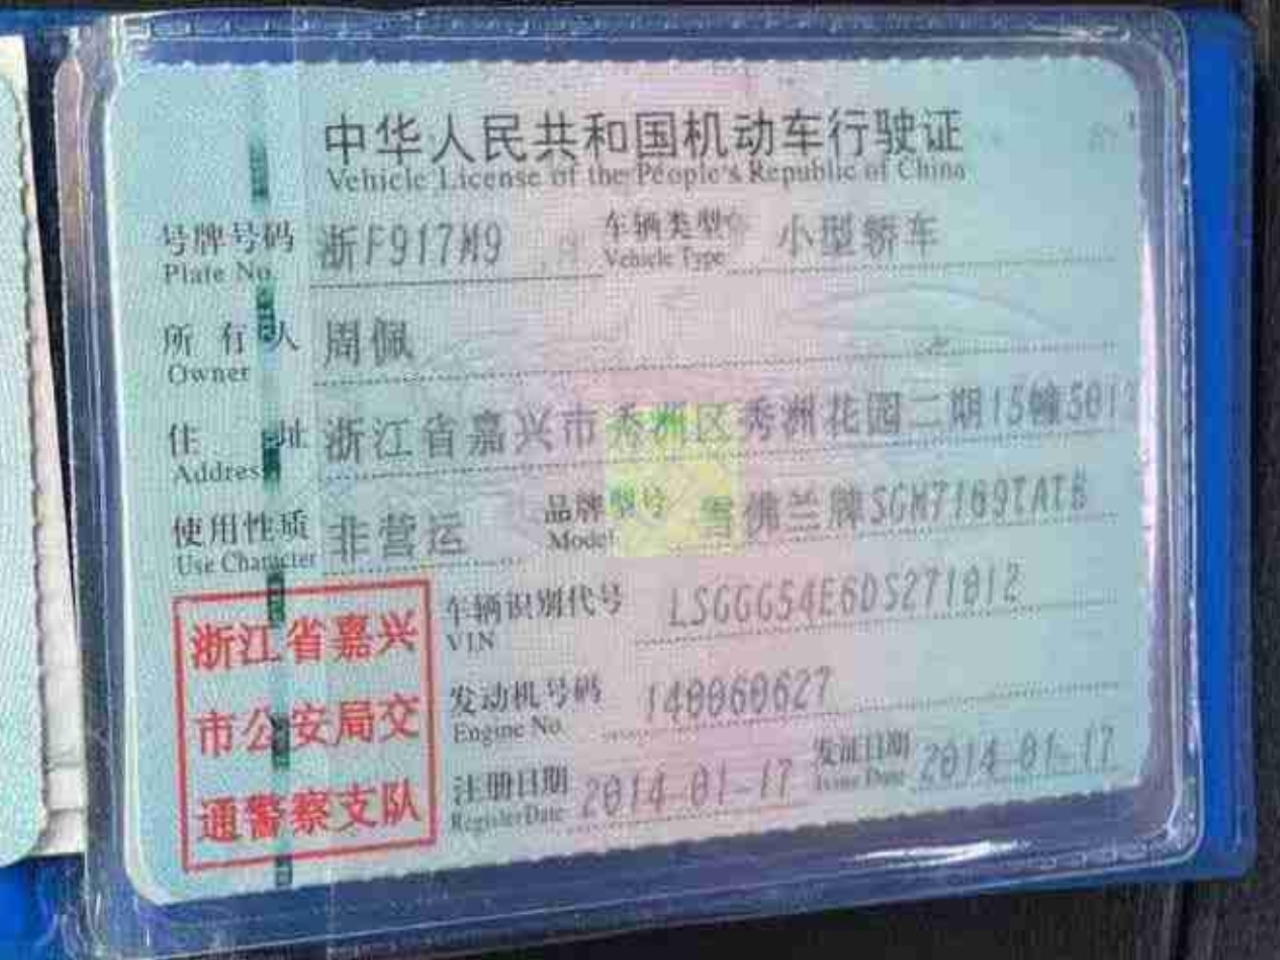 中华人民共和国机动车行驶证
Vehicle License of the People's Republic of China
号牌号码 浙F917M9 车辆类型 小型轿车
Plate No. Vehicle Type
所有人 周佩
Owner
住址 浙江省嘉兴市秀洲区秀洲花园二期15幢501
Address
使用性质 非营运 品牌型号 雪佛兰牌SGM7169TATB
Use Character Model
浙江省嘉兴
市公安局交
通警察支队
车辆识别代号 LSGGG54E6DS271012
VIN
发动机号码 140060627
Engine No.
注册日期 2014-01-17 发证日期 2014-01-17
Register Date Issue Date